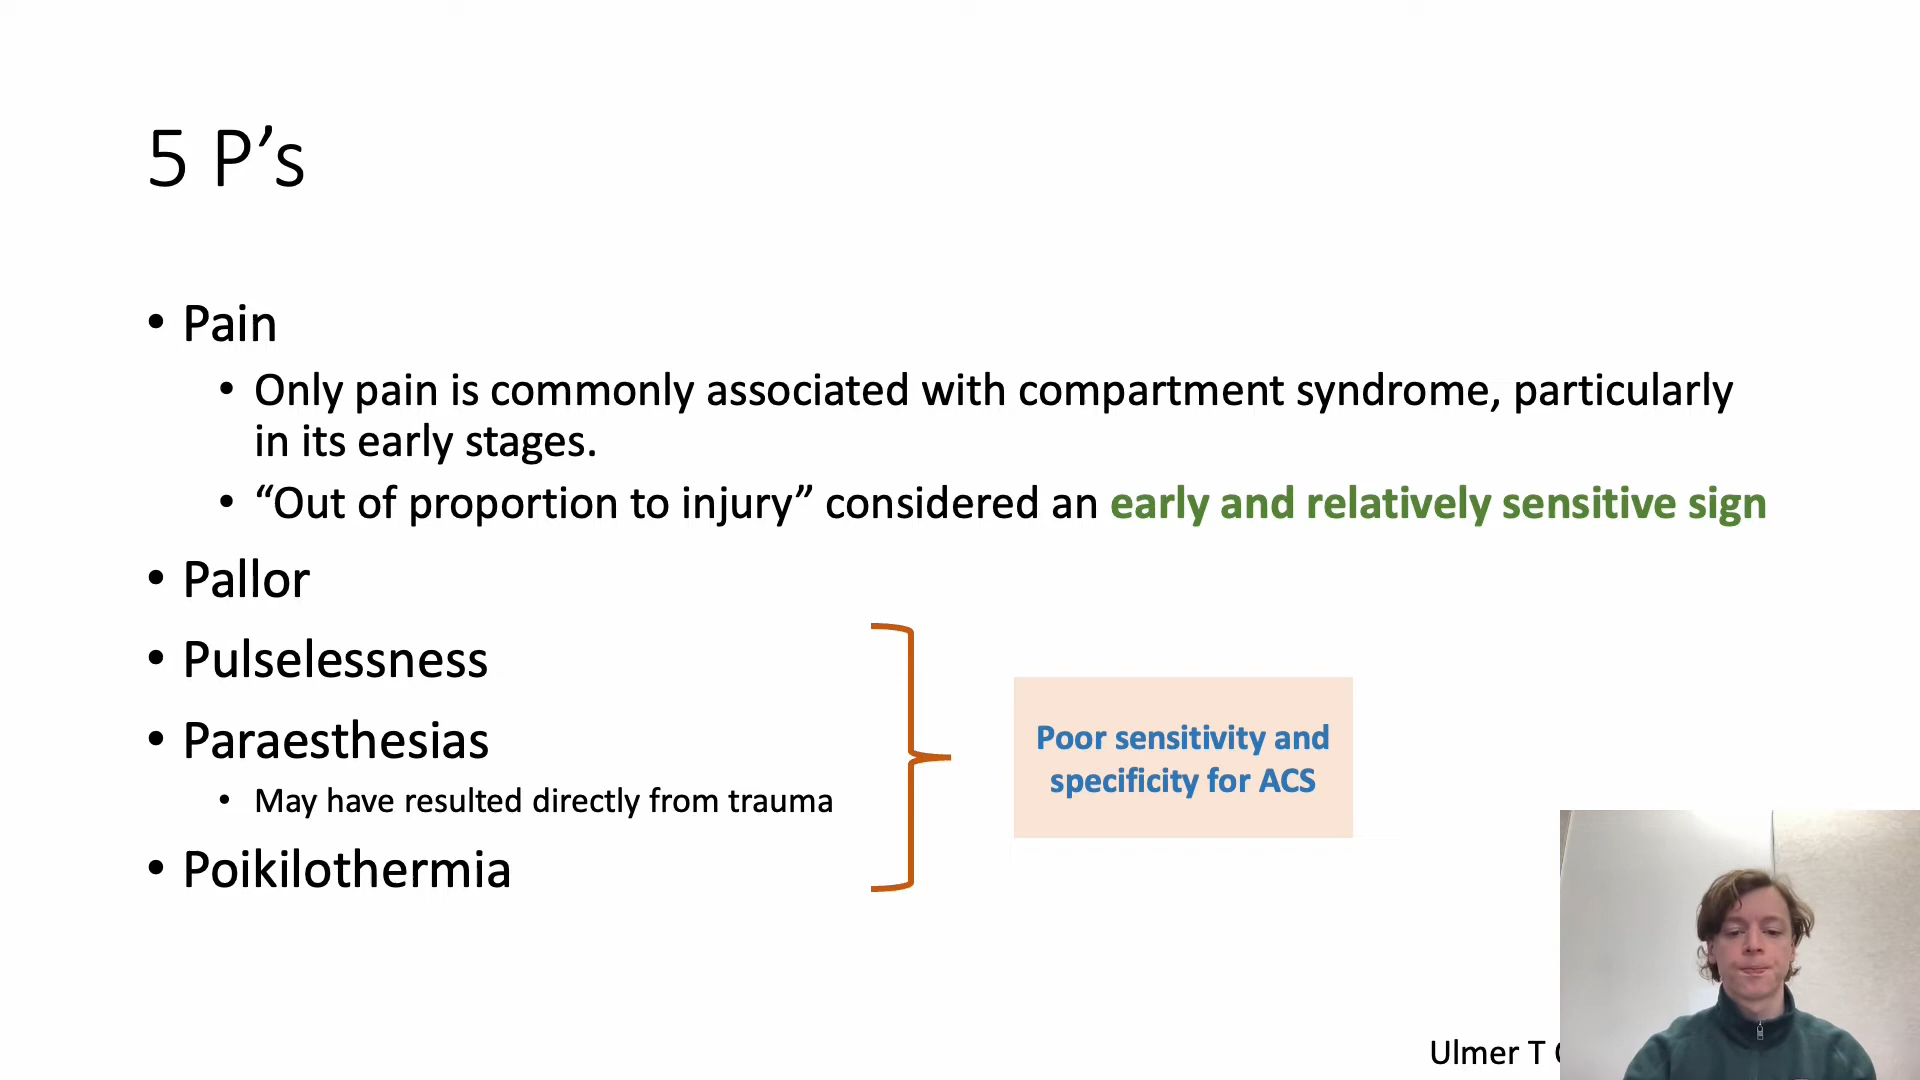 5 P’s
• Pain
• Only pain is commonly associated with compartment syndrome, particularly
in its early stages.
• “Out of proportion to injury” considered an early and relatively sensitive sign
• Pallor
• Pulselessness
• Paraesthesias
• May have resulted directly from trauma
• Poikilothermia
Poor sensitivity and
specificity for ACS
Ulmer T